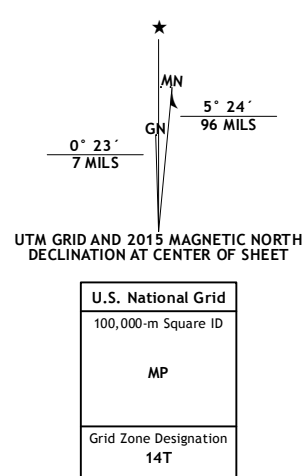 ★
MN
5° 24´
96 MILS
GN
0° 23´
7 MILS
UTM GRID AND 2015 MAGNETIC NORTH
DECLINATION AT CENTER OF SHEET
U.S. National Grid
100,000-m Square ID
MP
Grid Zone Designation
14T